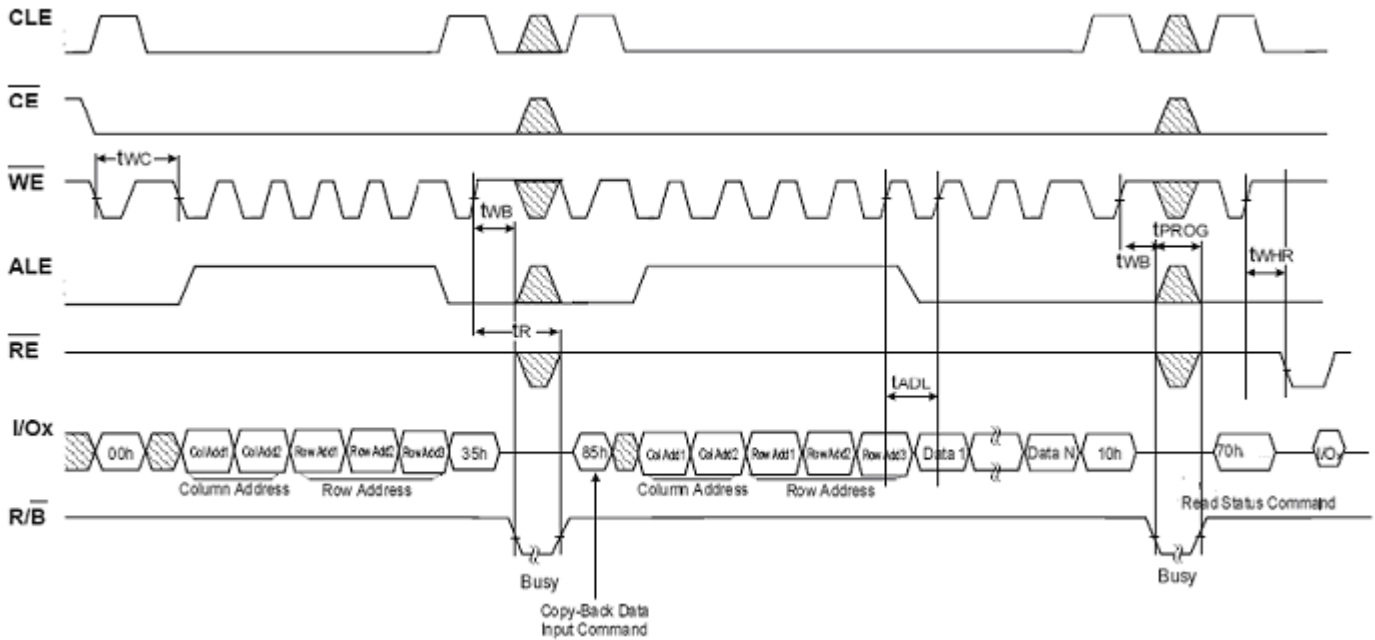 CLE
CE
tWC
WE
tWB
tPROG
tWB
tWHR
ALE
tR
RE
tADL
I/Ox
00h Col Add1 Col Add2 Row Add1 Row Add2 Row Add3 35h 85h Col Add1 Col Add2 Row Add1 Row Add2 Row Add3 Data 1 Data N 10h 70h I/Ox
Column Address Row Address Column Address Row Address
Read Status Command
R/B
Busy Busy
Copy-Back Data
Input Command